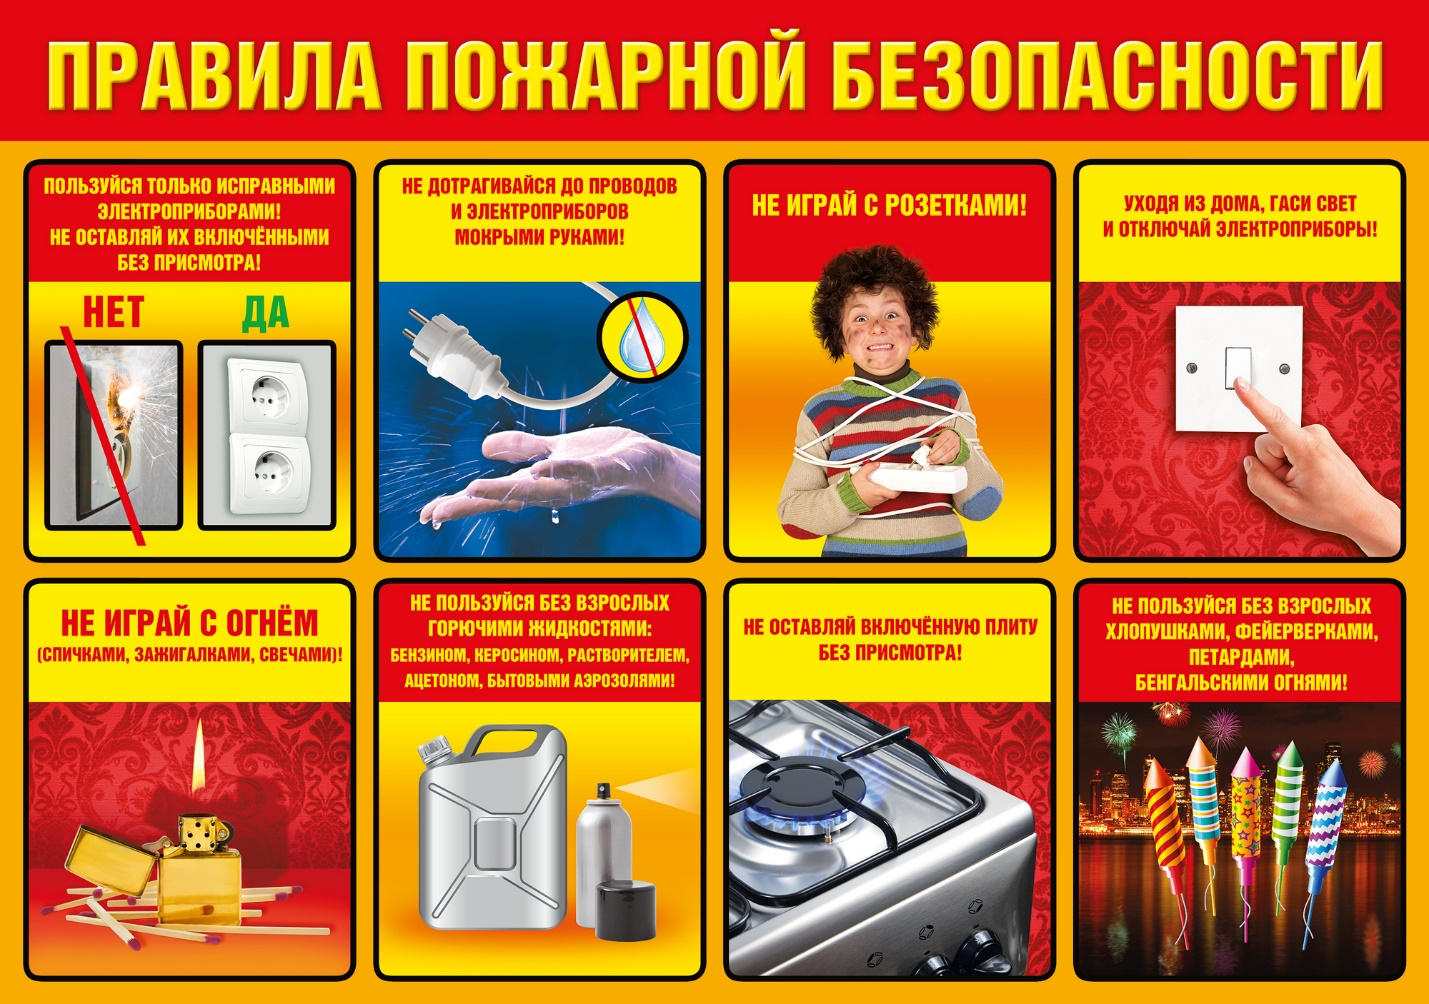 ПРАВИЛА ПОЖАРНОЙ БЕЗОПАСНОСТИ
ПОЛЬЗУЙСЯ ТОЛЬКО ИСПРАВНЫМИ
ЭЛЕКТРОПРИБОРАМИ!
НЕ ОСТАВЛЯЙ ИХ ВКЛЮЧЁННЫМИ
БЕЗ ПРИСМОТРА!
НЕТ
ДА
НЕ ДОТРАГИВАЙСЯ ДО ПРОВОДОВ
И ЭЛЕКТРОПРИБОРОВ
МОКРЫМИ РУКАМИ!
НЕ ИГРАЙ С РОЗЕТКАМИ!
УХОДЯ ИЗ ДОМА, ГАСИ СВЕТ
И ОТКЛЮЧАЙ ЭЛЕКТРОПРИБОРЫ!
НЕ ИГРАЙ С ОГНЁМ
(СПИЧКАМИ, ЗАЖИГАЛКАМИ, СВЕЧАМИ)!
НЕ ПОЛЬЗУЙСЯ БЕЗ ВЗРОСЛЫХ
ГОРЮЧИМИ ЖИДКОСТЯМИ:
БЕНЗИНОМ, КЕРОСИНОМ, РАСТВОРИТЕЛЕМ,
АЦЕТОНОМ, БЫТОВЫМИ АЭРОЗОЛЯМИ!
НЕ ОСТАВЛЯЙ ВКЛЮЧЁННУЮ ПЛИТУ
БЕЗ ПРИСМОТРА!
НЕ ПОЛЬЗУЙСЯ БЕЗ ВЗРОСЛЫХ
ХЛОПУШКАМИ, ФЕЙЕРВЕРКАМИ,
ПЕТАРДАМИ,
БЕНГАЛЬСКИМИ ОГНЯМИ!